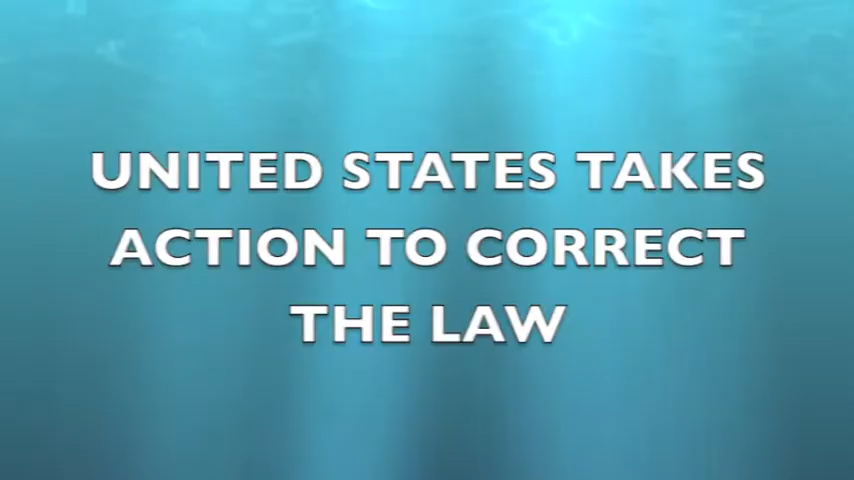 UNITED STATES TAKES
ACTION TO CORRECT
THE LAW